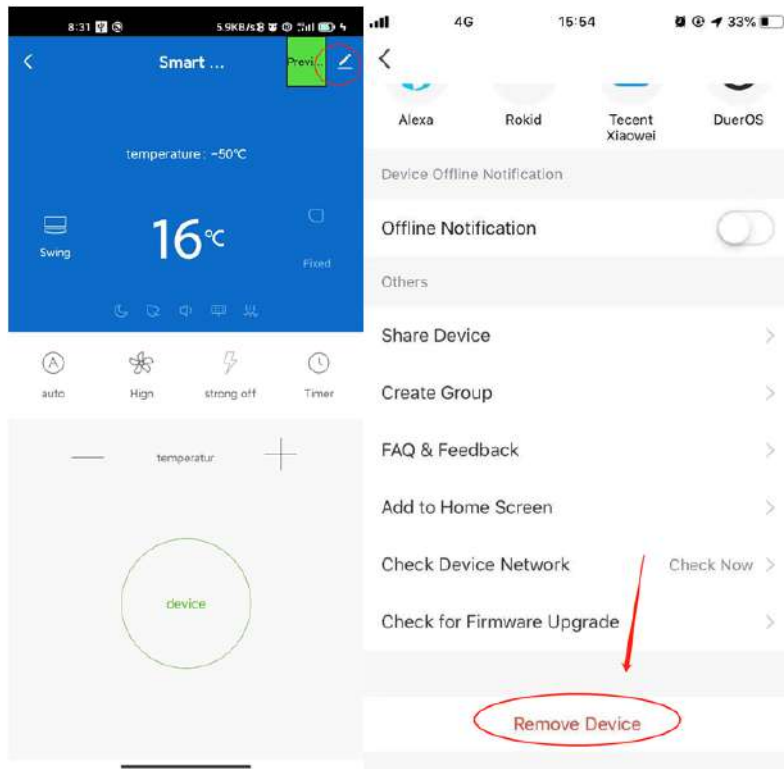 8:31
5.9KB/s
Smart ...
Previ...
temperature: -50℃
Swing
16℃
Fixed
auto
Hign
strong off
Timer
temperatur
device
4G
15:54
33%
Alexa
Rokid
Tecent
Xiaowei
DuerOS
Device Offline Notification
Offline Notification
Others
Share Device
Create Group
FAQ & Feedback
Add to Home Screen
Check Device Network
Check Now
Check for Firmware Upgrade
Remove Device